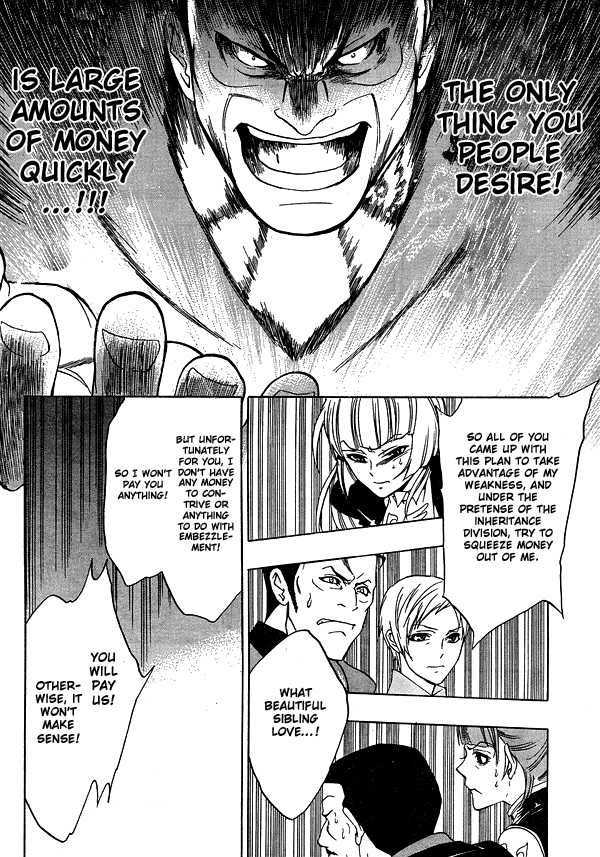 THE ONLY
THING YOU
PEOPLE
DESIRE!
IS LARGE
AMOUNTS
OF MONEY
QUICKLY
...!!!
SO ALL OF YOU
CAME UP WITH
THIS PLAN TO TAKE
ADVANTAGE OF MY
WEAKNESS, AND
UNDER THE
PRETENSE OF THE
INHERITANCE
DIVISION, TRY TO
SQUEEZE MONEY
OUT OF ME.
WHAT
BEAUTIFUL
SIBLING
LOVE...!
BUT UNFOR-
TUNATELY
FOR YOU, I
DON'T HAVE
ANY MONEY
TO CON-
TRIVE OR
ANYTHING
TO DO WITH
EMBEZZLE-
MENT!
SO I WON'T
PAY YOU
ANYTHING!
YOU
WILL
PAY
US!
OTHER-
WISE, IT
WON'T
MAKE
SENSE!